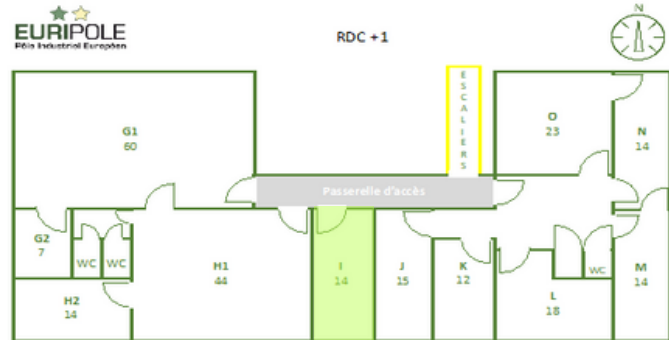 EURIPOLE
Pôle Industriel Européen
RDC +1
N
ESCALIERS
G1
60
O
23
N
14
Passerelle d'accès
G2
7
WC
WC
H1
44
I
14
J
15
K
12
WC
L
18
M
14
H2
14